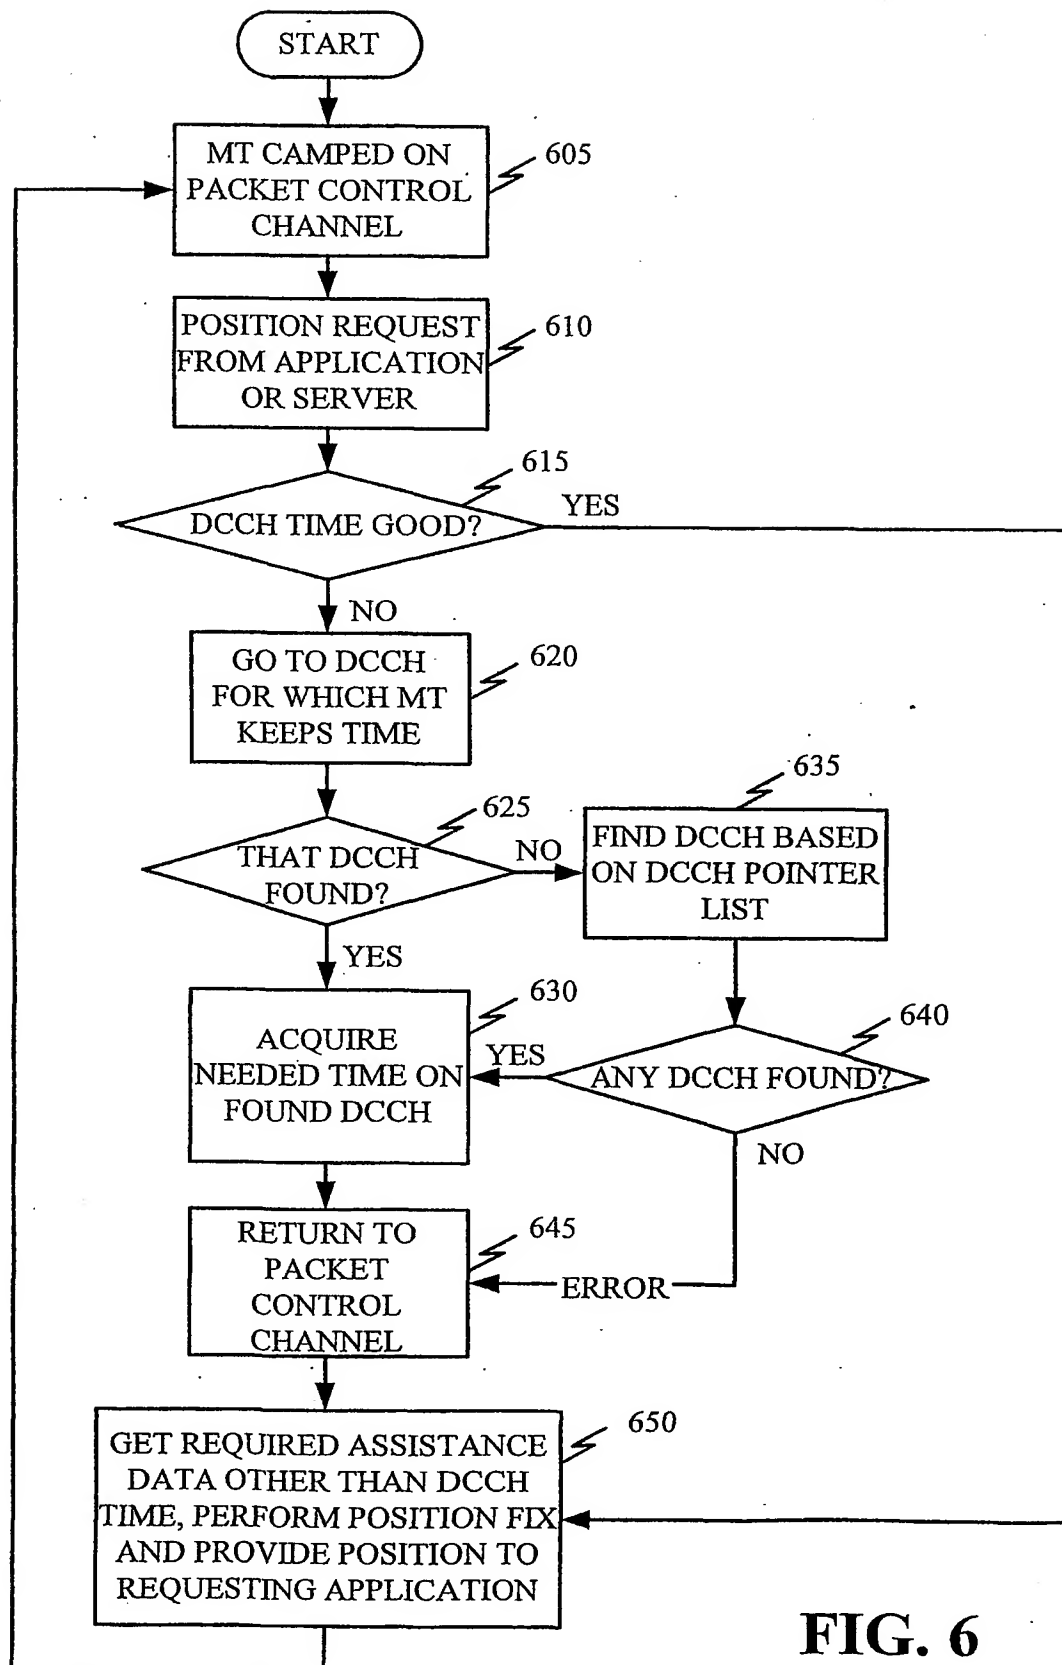 START
MT CAMPED ON
PACKET CONTROL
CHANNEL
605
POSITION REQUEST
FROM APPLICATION
OR SERVER
610
DCCH TIME GOOD?
615
YES
NO
GO TO DCCH
FOR WHICH MT
KEEPS TIME
620
THAT DCCH
FOUND?
625
NO
FIND DCCH BASED
ON DCCH POINTER
LIST
635
YES
ACQUIRE
NEEDED TIME ON
FOUND DCCH
630
YES
ANY DCCH FOUND?
640
NO
RETURN TO
PACKET
CONTROL
CHANNEL
645
ERROR
GET REQUIRED ASSISTANCE
DATA OTHER THAN DCCH
TIME, PERFORM POSITION FIX
AND PROVIDE POSITION TO
REQUESTING APPLICATION
650
FIG. 6